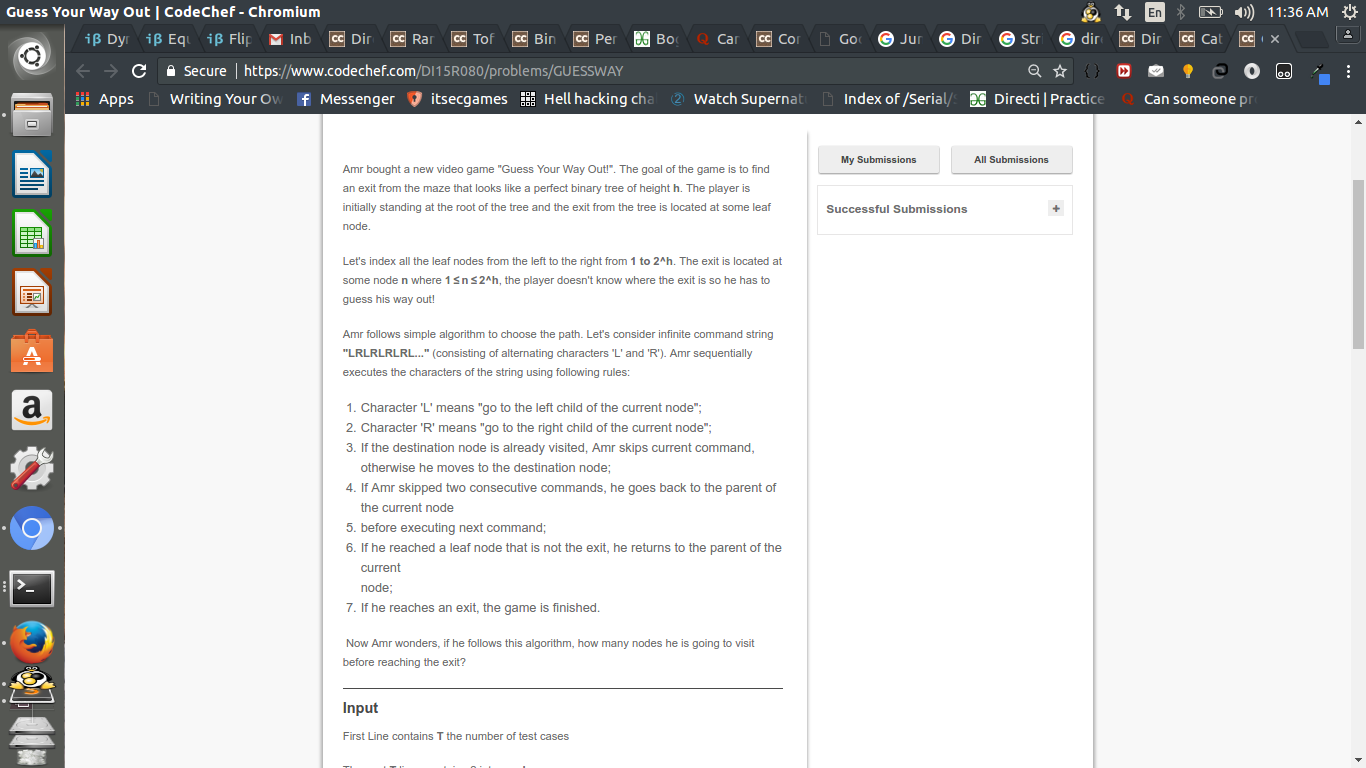 Guess Your Way Out | CodeChef - Chromium
En
11:36 AM
Dyr
Equ
Flip
Inb
Dir
Rar
Tof
Bin
Per
Bog
Car
Cor
Goo
Jur
Dir
Str
dire
Dir
Cat
Secure | https://www.codechef.com/DI15R080/problems/GUESSWAY
Apps
Writing Your Ow
Messenger
itsecgames
Hell hacking cha
Watch Supernat
Index of /Serial/
Directi | Practice
Can someone pr
Amr bought a new video game "Guess Your Way Out!". The goal of the game is to find
an exit from the maze that looks like a perfect binary tree of height h. The player is
initially standing at the root of the tree and the exit from the tree is located at some leaf
node.
Let's index all the leaf nodes from the left to the right from 1 to 2^h. The exit is located at
some node n where 1 ≤ n ≤ 2^h, the player doesn't know where the exit is so he has to
guess his way out!
Amr follows simple algorithm to choose the path. Let's consider infinite command string
"LRLRLRLRL..." (consisting of alternating characters 'L' and 'R'). Amr sequentially
executes the characters of the string using following rules:
1. Character 'L' means "go to the left child of the current node";
2. Character 'R' means "go to the right child of the current node";
3. If the destination node is already visited, Amr skips current command,
otherwise he moves to the destination node;
4. If Amr skipped two consecutive commands, he goes back to the parent of
the current node
5. before executing next command;
6. If he reached a leaf node that is not the exit, he returns to the parent of the
current
node;
7. If he reaches an exit, the game is finished.
Now Amr wonders, if he follows this algorithm, how many nodes he is going to visit
before reaching the exit?
Input
First Line contains T the number of test cases
My Submissions
All Submissions
Successful Submissions
+